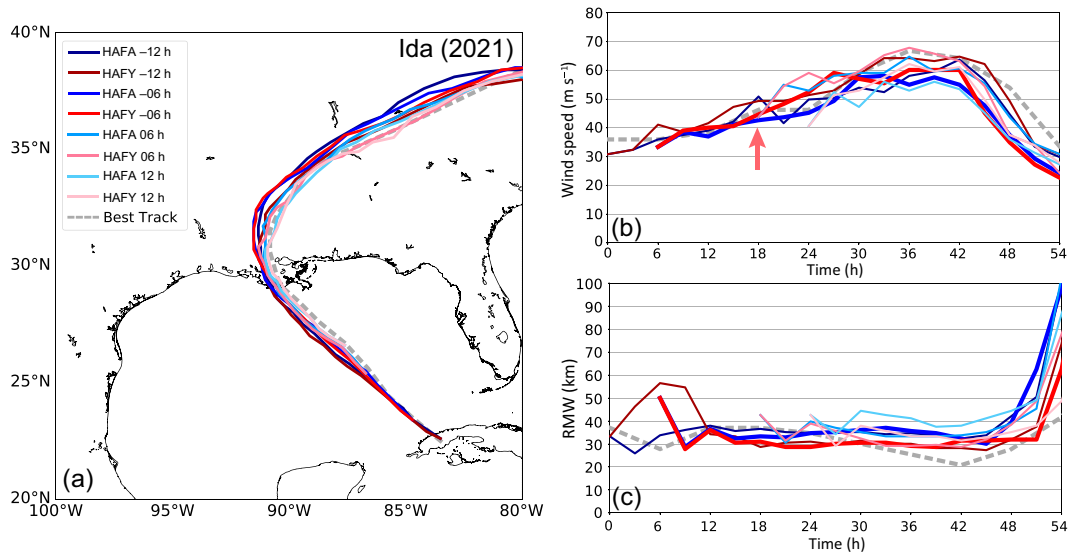 Ida (2021)
HAFA –12 h
HAFY –12 h
HAFA –06 h
HAFY –06 h
HAFA 06 h
HAFY 06 h
HAFA 12 h
HAFY 12 h
Best Track
40°N
35°N
30°N
25°N
20°N
100°W
95°W
90°W
85°W
80°W
(a)
Wind speed (m s⁻¹)
80
70
60
50
40
30
20
10
0
0 6 12 18 24 30 36 42 48 54
Time (h)
(b)
RMW (km)
100
90
80
70
60
50
40
30
20
10
0
0 6 12 18 24 30 36 42 48 54
Time (h)
(c)